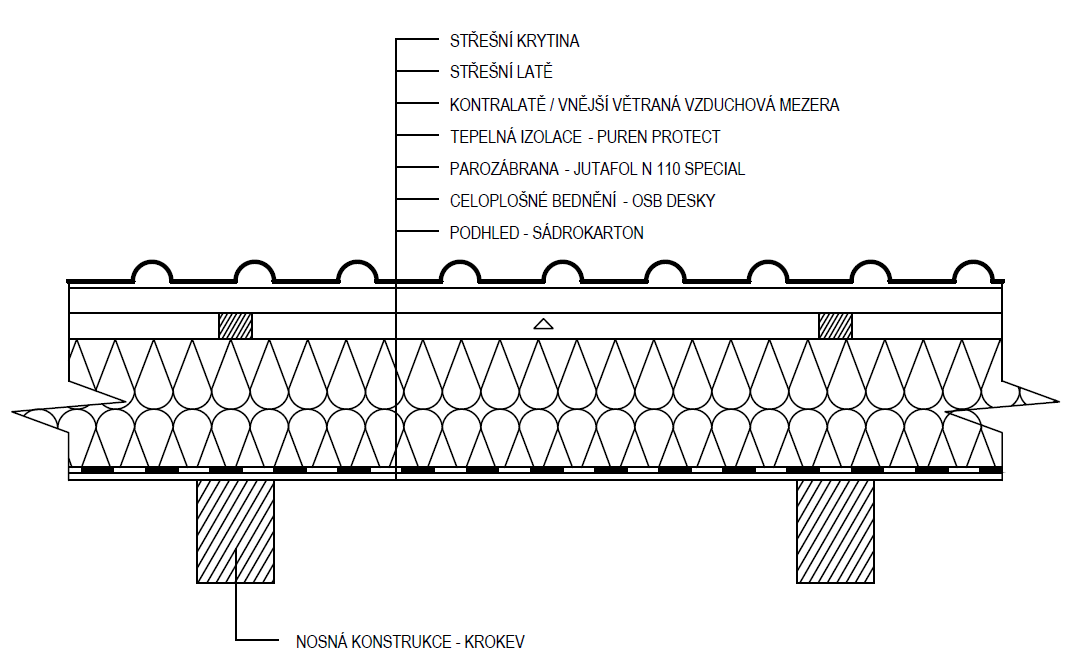 STŘEŠNÍ KRYTINA
STŘEŠNÍ LATĚ
KONTRALATĚ / VNĚJŠÍ VĚTRANÁ VZDUCHOVÁ MEZERA
TEPELNÁ IZOLACE - PUREN PROTECT
PAROZÁBRANA - JUTAFOL N 110 SPECIAL
CELOPLOŠNÉ BEDNĚNÍ - OSB DESKY
PODHLED - SÁDROKARTON
NOSNÁ KONSTRUKCE - KROKEV